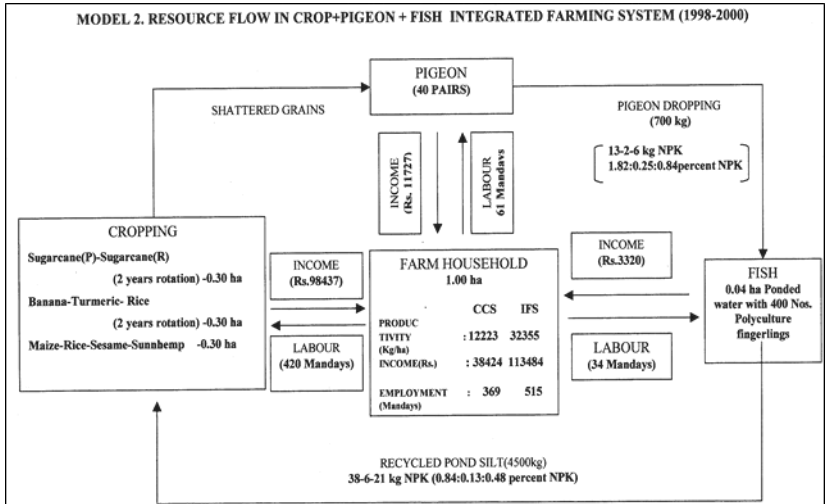 MODEL 2. RESOURCE FLOW IN CROP+PIGEON + FISH INTEGRATED FARMING SYSTEM (1998-2000)
PIGEON
(40 PAIRS)
SHATTERED GRAINS
PIGEON DROPPING
(700 kg)
13-2-6 kg NPK
1.82:0.25:0.84percent NPK
INCOME
(Rs. 11727)
LABOUR
61 Mandays
CROPPING
Sugarcane(P)-Sugarcane(R)
(2 years rotation) -0.30 ha
Banana-Turmeric- Rice
(2 years rotation) -0.30 ha
Maize-Rice-Sesame-Sunnhemp -0.30 ha
INCOME
(Rs.98437)
LABOUR
(420 Mandays)
FARM HOUSEHOLD
1.00 ha
CCS IFS
PRODUC
TIVITY : 12223 32355
(Kg/ha)
INCOME(Rs.) : 38424 113484
EMPLOYMENT : 369 515
(Mandays)
INCOME
(Rs.3320)
LABOUR
(34 Mandays)
FISH
0.04 ha Ponded
water with 400 Nos.
Polyculture
fingerlings
RECYCLED POND SILT(4500kg)
38-6-21 kg NPK (0.84:0.13:0.48 percent NPK)